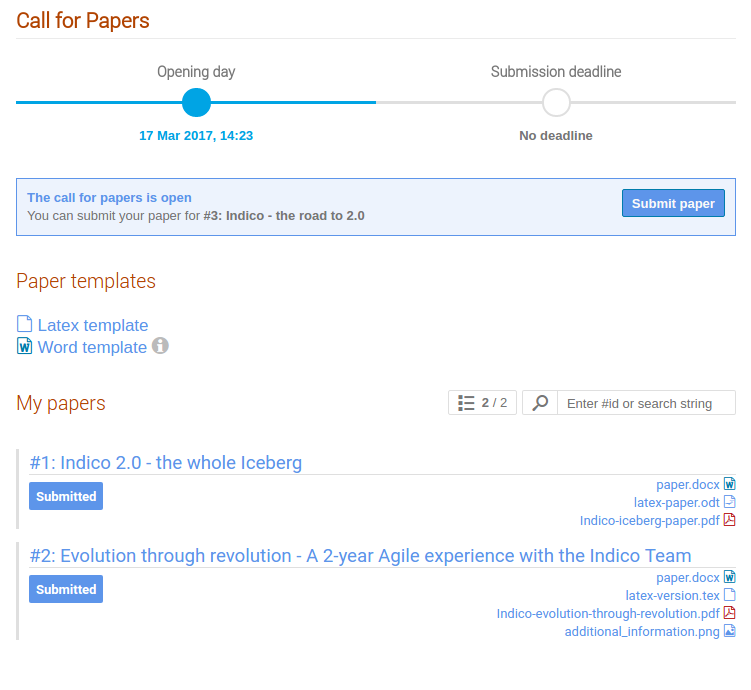 Call for Papers
Opening day Submission deadline
17 Mar 2017, 14:23 No deadline
The call for papers is open
You can submit your paper for #3: Indico - the road to 2.0
Submit paper
Paper templates
Latex template
Word template
My papers 2 / 2 Enter #id or search string
#1: Indico 2.0 - the whole Iceberg
Submitted
paper.docx
latex-paper.odt
Indico-iceberg-paper.pdf
#2: Evolution through revolution - A 2-year Agile experience with the Indico Team
Submitted
paper.docx
latex-version.tex
Indico-evolution-through-revolution.pdf
additional_information.png